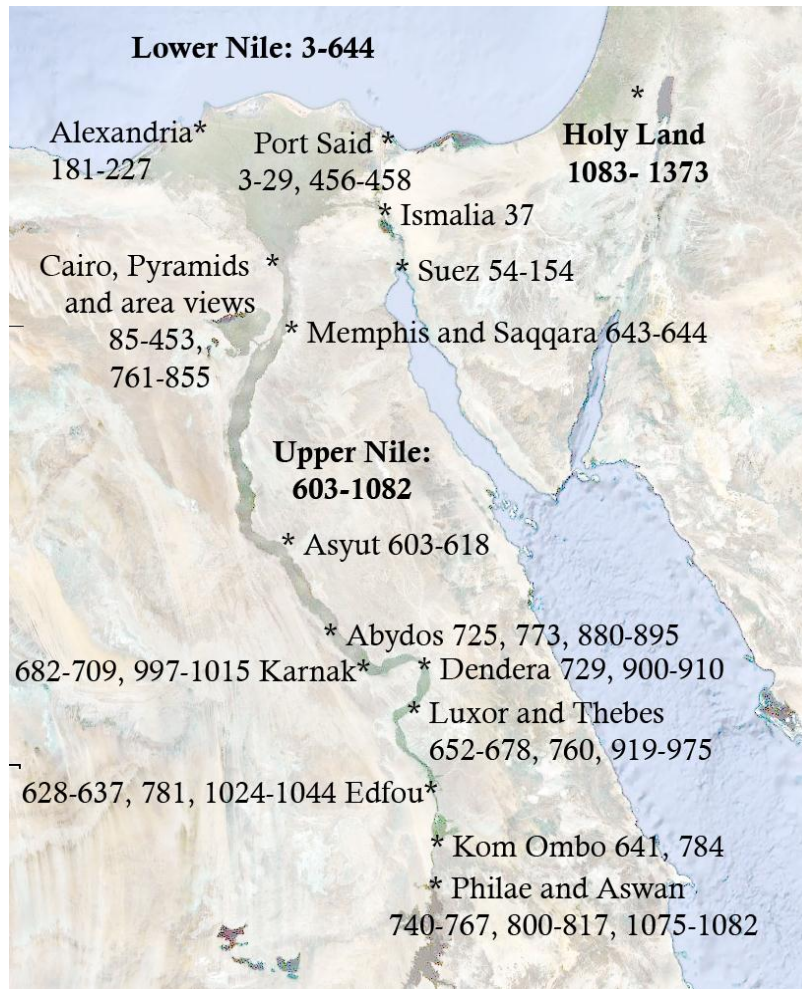 Lower Nile: 3-644
Alexandria*
181-227
Port Said *
3-29, 456-458
*
Holy Land
1083- 1373
* Ismalia 37
Cairo, Pyramids *
and area views
85-453,
761-855
* Suez 54-154
* Memphis and Saqqara 643-644
Upper Nile:
603-1082
* Asyut 603-618
* Abydos 725, 773, 880-895
682-709, 997-1015 Karnak*
* Dendera 729, 900-910
* Luxor and Thebes
652-678, 760, 919-975
628-637, 781, 1024-1044 Edfou*
* Kom Ombo 641, 784
* Philae and Aswan
740-767, 800-817, 1075-1082